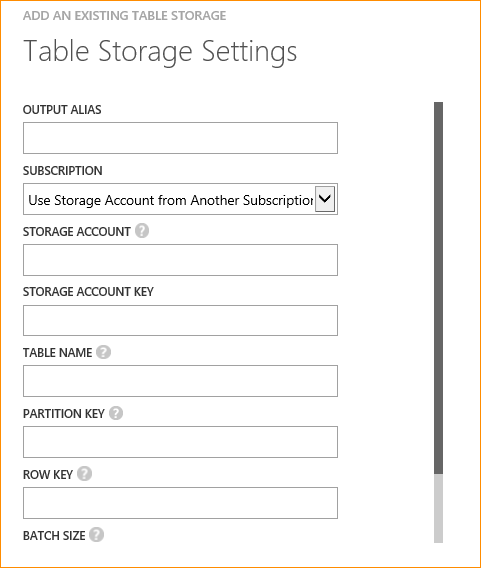 ADD AN EXISTING TABLE STORAGE
Table Storage Settings
OUTPUT ALIAS
SUBSCRIPTION
Use Storage Account from Another Subscription
STORAGE ACCOUNT ?
STORAGE ACCOUNT KEY
TABLE NAME ?
PARTITION KEY ?
ROW KEY ?
BATCH SIZE ?